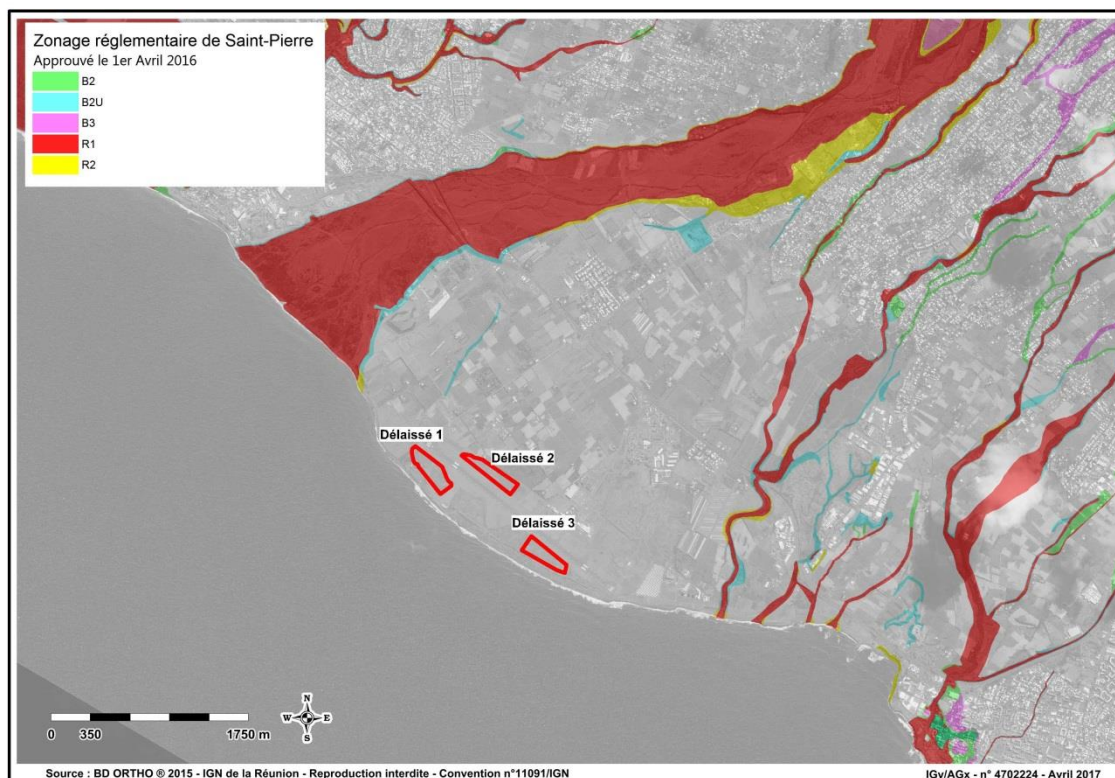 Zonage réglementaire de Saint-Pierre
Approuvé le 1er Avril 2016
B2
B2U
B3
R1
R2
Délaissé 1
Délaissé 2
Délaissé 3
N
W E
S
0 350 1750 m
Source : BD ORTHO ® 2015 - IGN de la Réunion - Reproduction interdite - Convention n°11091/IGN
IGv/AGx - n° 4702224 - Avril 2017